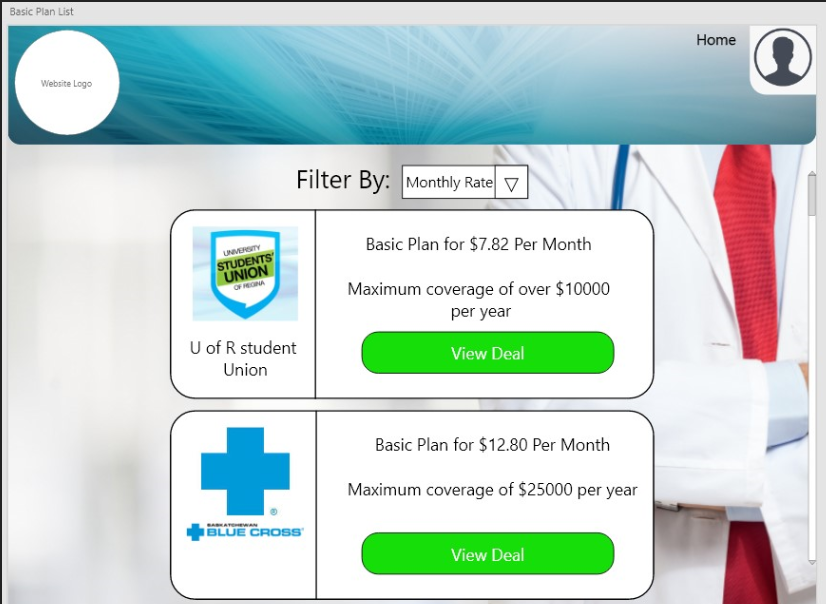 Basic Plan List
Website Logo
Home
Filter By:
Monthly Rate
UNIVERSITY
STUDENTS'
UNION
OF REGINA
U of R student
Union
Basic Plan for $7.82 Per Month
Maximum coverage of over $10000
per year
View Deal
®
SASKATCHEWAN
BLUE CROSS
Basic Plan for $12.80 Per Month
Maximum coverage of $25000 per year
View Deal